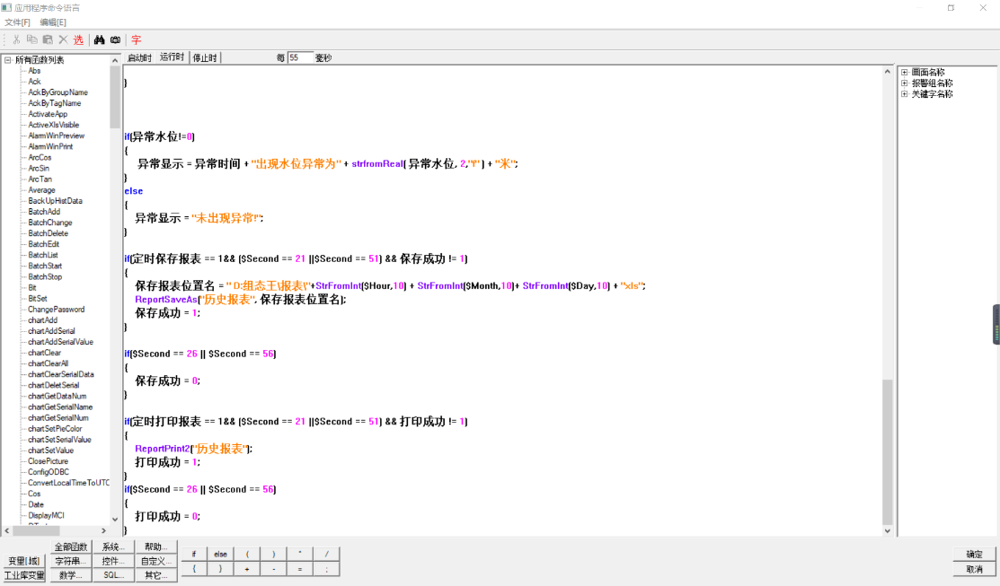 应用程序命令语言
文件[F] 编辑[E]
选 字
所有函数列表
Abs
Ack
AckByGroupName
AckByTagName
ActivateApp
ActiveXIsVisible
AlarmWinPreview
AlarmWinPrint
ArcCos
ArcSin
ArcTan
Average
BackUpHistData
BatchAdd
BatchChange
BatchDelete
BatchEdit
BatchList
BatchStart
BatchStop
Bit
BitSet
ChangePassword
chartAdd
chartAddSerial
chartAddSerialValue
chartClear
chartClearAll
chartClearSerialData
chartDeletSerial
chartGetDataNum
chartGetSerialName
chartGetSerialNum
chartSetPieColor
chartSetSerialValue
chartSetValue
ClosePicture
ConfigODBC
ConvertLocalTimeToUTC
Cos
Date
DisplayMCI
启动时 运行时 停止时 每 55 毫秒
}
if(异常水位!=0)
{
异常显示 = 异常时间 + "出现水位异常为" + strfromReal( 异常水位, 2,"f" ) + "米";
}
else
{
异常显示 = "未出现异常!";
}
if(定时保存报表 == 1&& ($Second == 21 ||$Second == 51) && 保存成功 != 1)
{
保存报表位置名 = " D:组态王\报表\"+StrFromInt($Hour,10) + StrFromInt($Month,10)+ StrFromInt($Day,10) + "xls";
ReportSaveAs("历史报表", 保存报表位置名);
保存成功 = 1;
}
if($Second == 26 || $Second == 56)
{
保存成功 = 0;
}
if(定时打印报表 == 1&& ($Second == 21 ||$Second == 51) && 打印成功 != 1)
{
ReportPrint2("历史报表");
打印成功 = 1;
}
if($Second == 26 || $Second == 56)
{
打印成功 = 0;
}
画面名称
报警组名称
关键字名称
变量[.域]
工业库变量
全部函数 系统... 帮助...
字符串... 控件... 自定义...
数学... SQL... 其它...
if else ( ) " /
{ } + - = ;
确定
取消